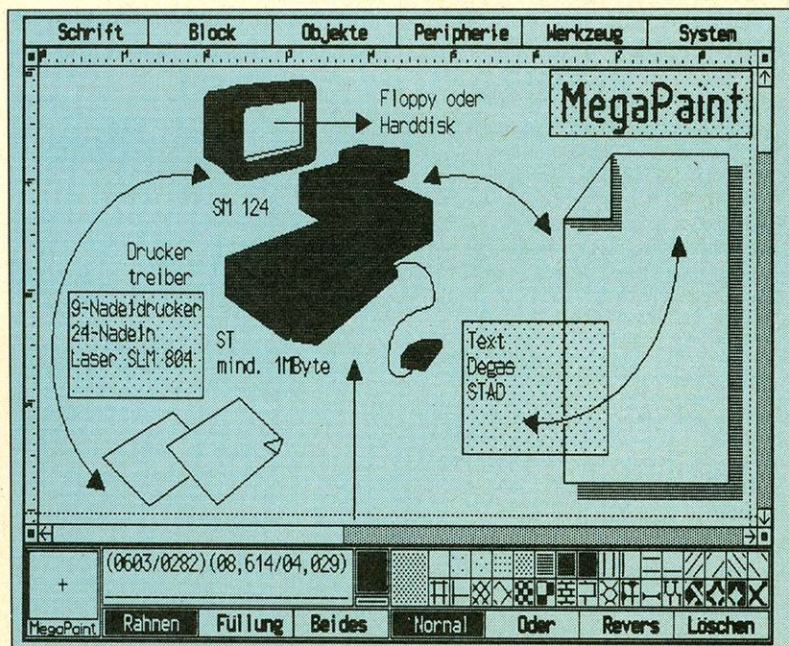 Schrift Block Objekte Peripherie Werkzeug System
MegaPaint
Floppy oder
Harddisk
SM 124
Drucker
treiber
9-Nadeldrucker
24-Nadeln
Laser SLM 804
ST
mind. 1MByte
Text
Degas
STAD
(0603/0282)(08,614/04,029)
MegaPaint Rahmen Füllung Beides Normal Oder Revers Löschen